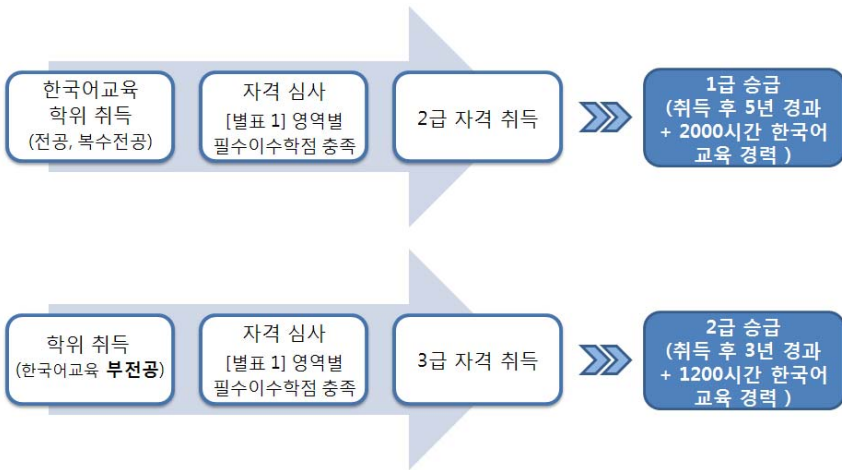 한국어교육
학위 취득
(전공, 복수전공)
자격 심사
[별표 1] 영역별
필수이수학점 충족
2급 자격 취득
1급 승급
(취득 후 5년 경과
+ 2000시간 한국어
교육 경력 )
학위 취득
(한국어교육 부전공)
자격 심사
[별표 1] 영역별
필수이수학점 충족
3급 자격 취득
2급 승급
(취득 후 3년 경과
+ 1200시간 한국어
교육 경력 )